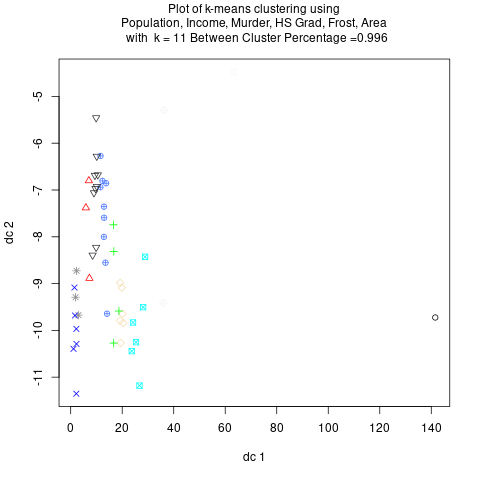 Plot of k-means clustering using
Population, Income, Murder, HS Grad, Frost, Area
with k = 11 Between Cluster Percentage =0.996
-5
-6
-7
-8
-9
-10
-11
dc 2
0 20 40 60 80 100 120 140
dc 1